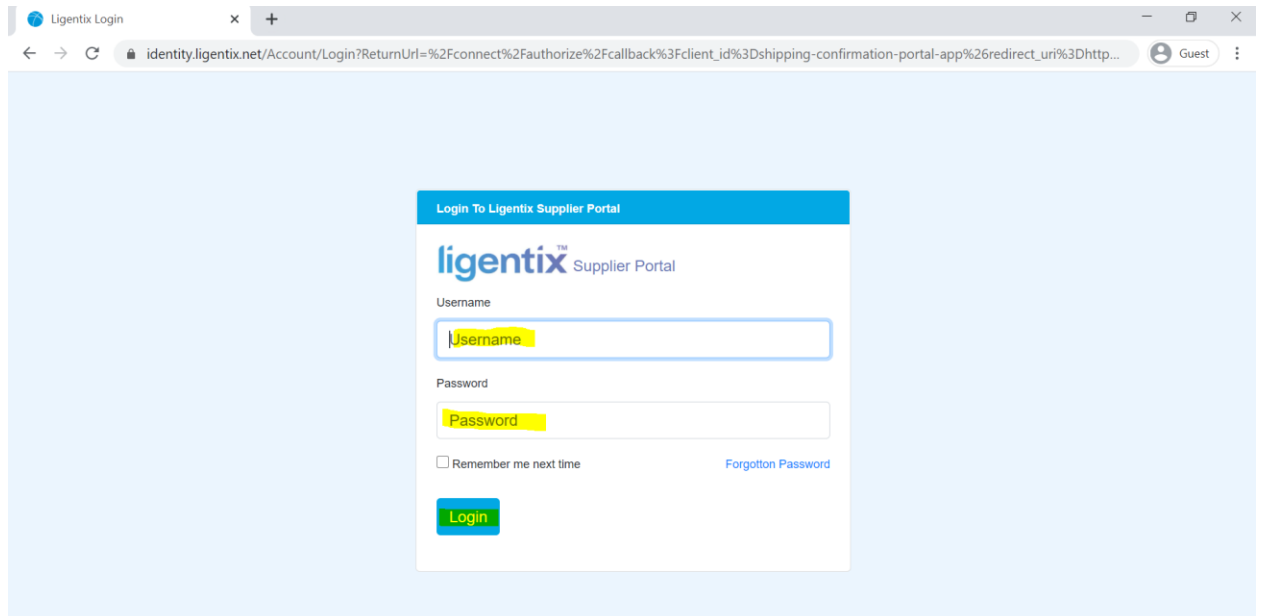 Ligentix Login
identity.ligentix.net/Account/Login?ReturnUrl=%2Fconnect%2Fauthorize%2Fcallback%3Fclient_id%3Dshipping-confirmation-portal-app%26redirect_uri%3Dhttp...
Guest
Login To Ligentix Supplier Portal
ligentix™ Supplier Portal
Username
Username
Password
Password
Remember me next time
Forgotton Password
Login